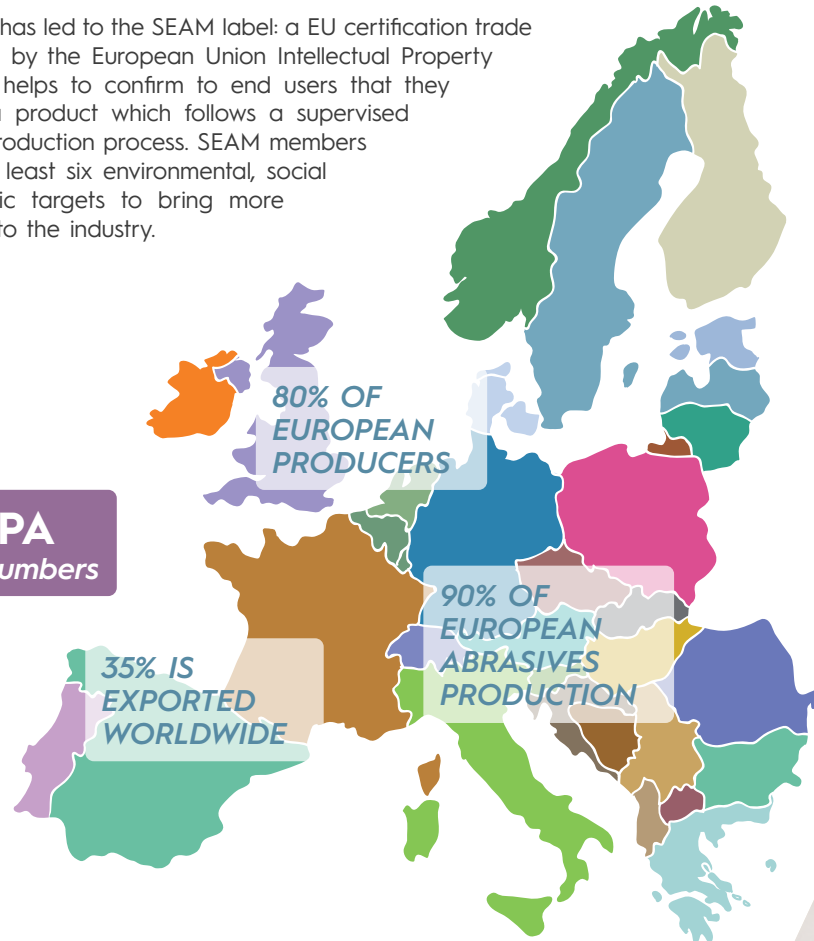 has led to the SEAM label: a EU certification trade
by the European Union Intellectual Property
helps to confirm to end users that they
product which follows a supervised
roduction process. SEAM members
least six environmental, social
ic targets to bring more
to the industry.
80% OF
EUROPEAN
PRODUCERS
PA
umbers
90% OF
EUROPEAN
ABRASIVES
PRODUCTION
35% IS
EXPORTED
WORLDWIDE